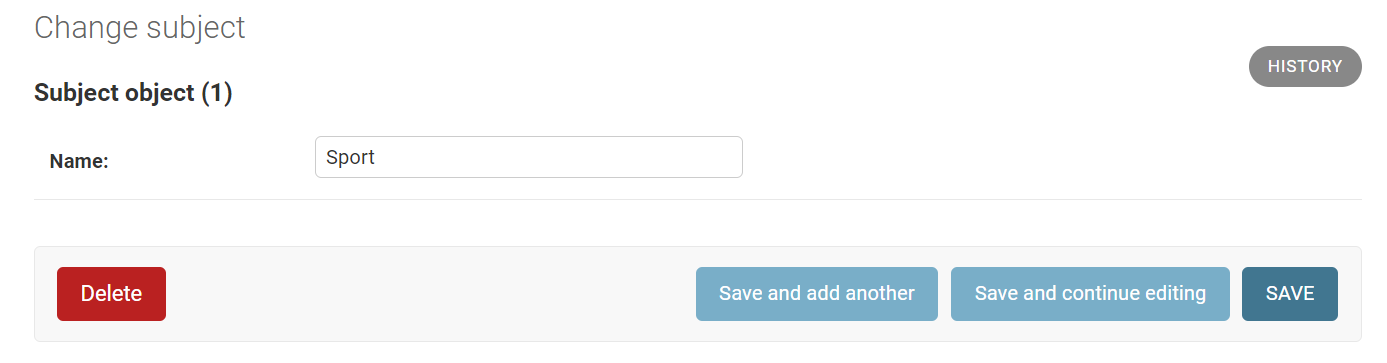 Change subject
HISTORY
Subject object (1)
Name:
Sport
Delete
Save and add another
Save and continue editing
SAVE